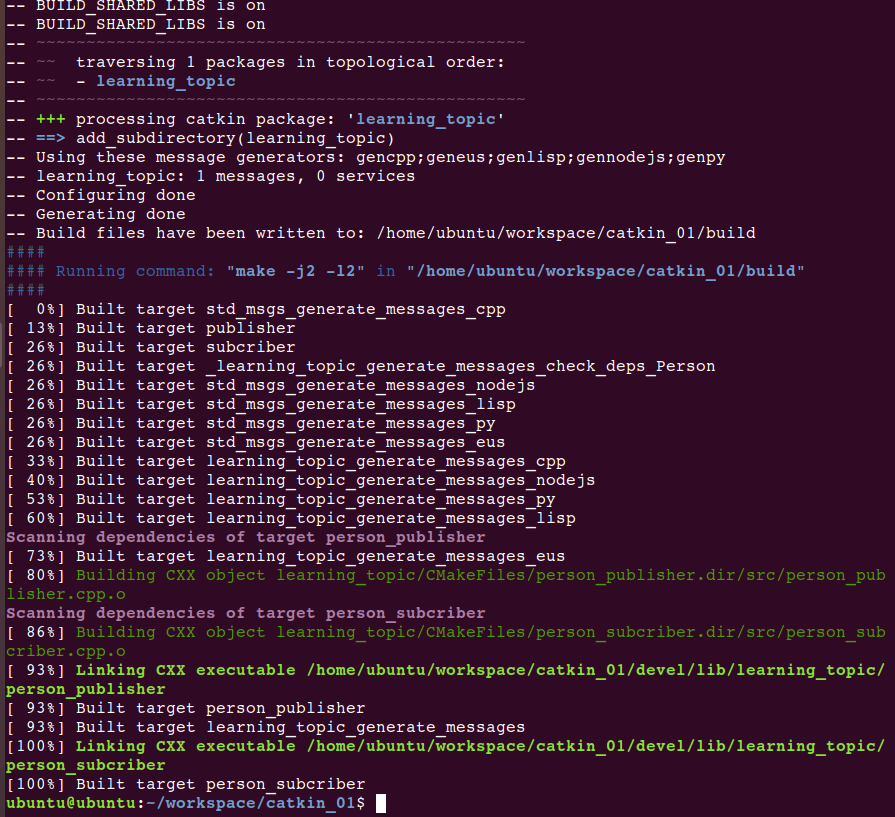 -- BUILD_SHARED_LIBS is on
-- BUILD_SHARED_LIBS is on
-- ~~~~~~~~~~~~~~~~~~~~~~~~~~~~~~~~~~~~~~~~~~~~~~~~~
-- ~~  traversing 1 packages in topological order:
-- ~~  - learning_topic
-- ~~~~~~~~~~~~~~~~~~~~~~~~~~~~~~~~~~~~~~~~~~~~~~~~~
-- +++ processing catkin package: 'learning_topic'
-- ==> add_subdirectory(learning_topic)
-- Using these message generators: gencpp;geneus;genlisp;gennodejs;genpy
-- learning_topic: 1 messages, 0 services
-- Configuring done
-- Generating done
-- Build files have been written to: /home/ubuntu/workspace/catkin_01/build
####
#### Running command: "make -j2 -l2" in "/home/ubuntu/workspace/catkin_01/build"
####
[  0%] Built target std_msgs_generate_messages_cpp
[ 13%] Built target publisher
[ 26%] Built target subcriber
[ 26%] Built target _learning_topic_generate_messages_check_deps_Person
[ 26%] Built target std_msgs_generate_messages_nodejs
[ 26%] Built target std_msgs_generate_messages_lisp
[ 26%] Built target std_msgs_generate_messages_py
[ 26%] Built target std_msgs_generate_messages_eus
[ 33%] Built target learning_topic_generate_messages_cpp
[ 40%] Built target learning_topic_generate_messages_nodejs
[ 53%] Built target learning_topic_generate_messages_py
[ 60%] Built target learning_topic_generate_messages_lisp
Scanning dependencies of target person_publisher
[ 73%] Built target learning_topic_generate_messages_eus
[ 80%] Building CXX object learning_topic/CMakeFiles/person_publisher.dir/src/person_pub
lisher.cpp.o
Scanning dependencies of target person_subcriber
[ 86%] Building CXX object learning_topic/CMakeFiles/person_subcriber.dir/src/person_sub
criber.cpp.o
[ 93%] Linking CXX executable /home/ubuntu/workspace/catkin_01/devel/lib/learning_topic/
person_publisher
[ 93%] Built target person_publisher
[ 93%] Built target learning_topic_generate_messages
[100%] Linking CXX executable /home/ubuntu/workspace/catkin_01/devel/lib/learning_topic/
person_subcriber
[100%] Built target person_subcriber
ubuntu@ubuntu:~/workspace/catkin_01$